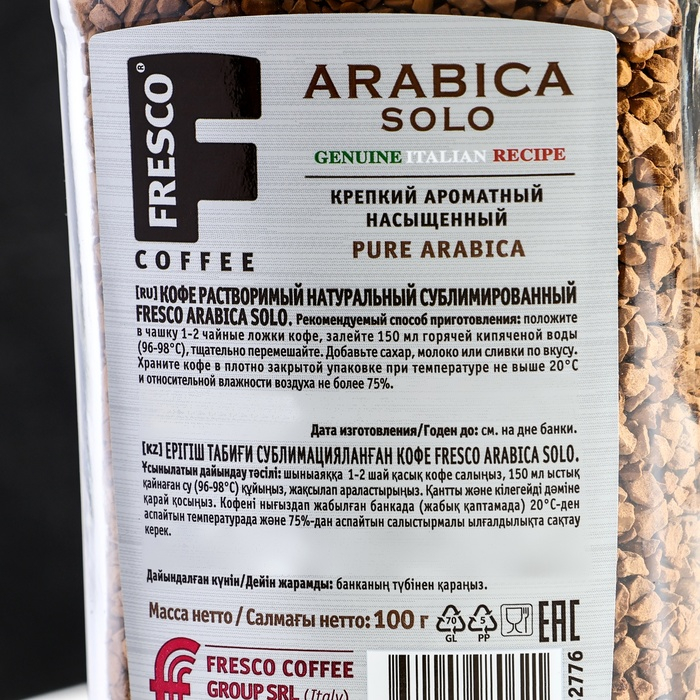 FRESCO®
F
COFFEE
ARABICA
SOLO
GENUINE ITALIAN RECIPE
КРЕПКИЙ АРОМАТНЫЙ
НАСЫЩЕННЫЙ
PURE ARABICA
[RU] КОФЕ РАСТВОРИМЫЙ НАТУРАЛЬНЫЙ СУБЛИМИРОВАННЫЙ
FRESCO ARABICA SOLO. Рекомендуемый способ приготовления: положите
в чашку 1-2 чайные ложки кофе, залейте 150 мл горячей кипяченой воды
(96-98°С), тщательно перемешайте. Добавьте сахар, молоко или сливки по вкусу.
Храните кофе в плотно закрытой упаковке при температуре не выше 20°С
и относительной влажности воздуха не более 75%.
Дата изготовления/Годен до: см. на дне банки.
[KZ] ЕРІГІШ ТАБИҒИ СУБЛИМАЦИЯЛАНҒАН КОФЕ FRESCO ARABICA SOLO.
Ұсынылатын дайындау тәсілі: шыныаяққа 1-2 шай қасық кофе салыңыз, 150 мл ыстық
қайнаған су (96-98°С) құйыңыз, жақсылап араластырыңыз. Қантты және кілегейді дәміне
қарай қосыңыз. Кофені нығыздап жабылған банкада (жабық қаптамада) 20°С-ден
аспайтын температурада және 75%-дан аспайтын салыстырмалы ылғалдылықта сақтау
керек.
Дайындалған күнін/Дейін жарамды: банканың түбінен қараңыз.
Масса нетто/Салмағы нетто: 100 г
70
GL
5
PP
EAC
FRESCO COFFEE
GROUP SRL (Italy)
2776